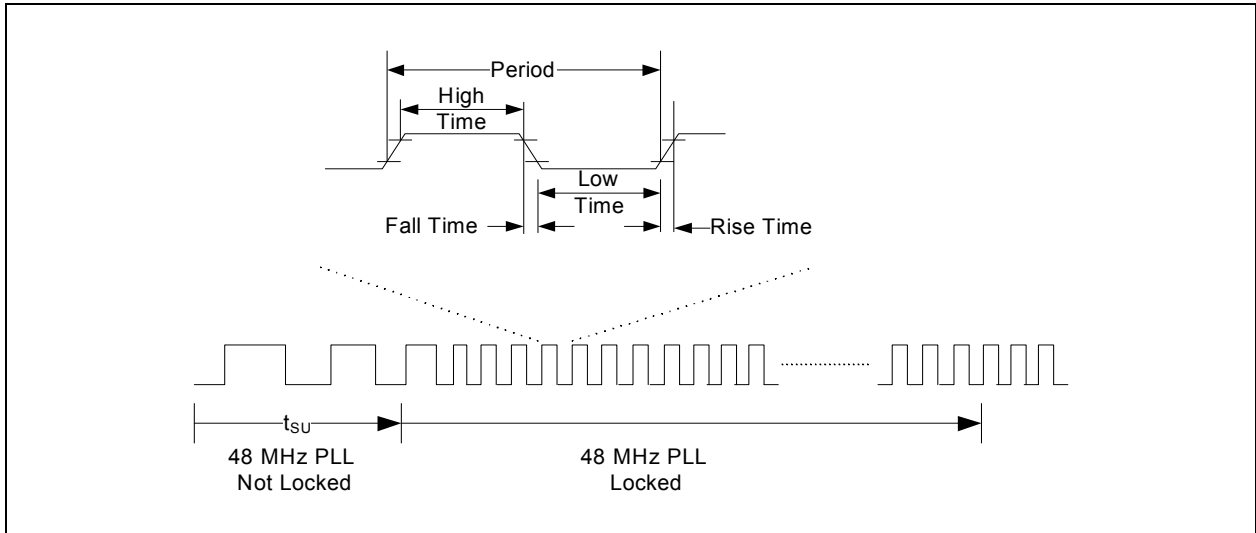 Period
High
Time
Low
Time
Fall Time
Rise Time
tSU
48 MHz PLL
Not Locked
48 MHz PLL
Locked